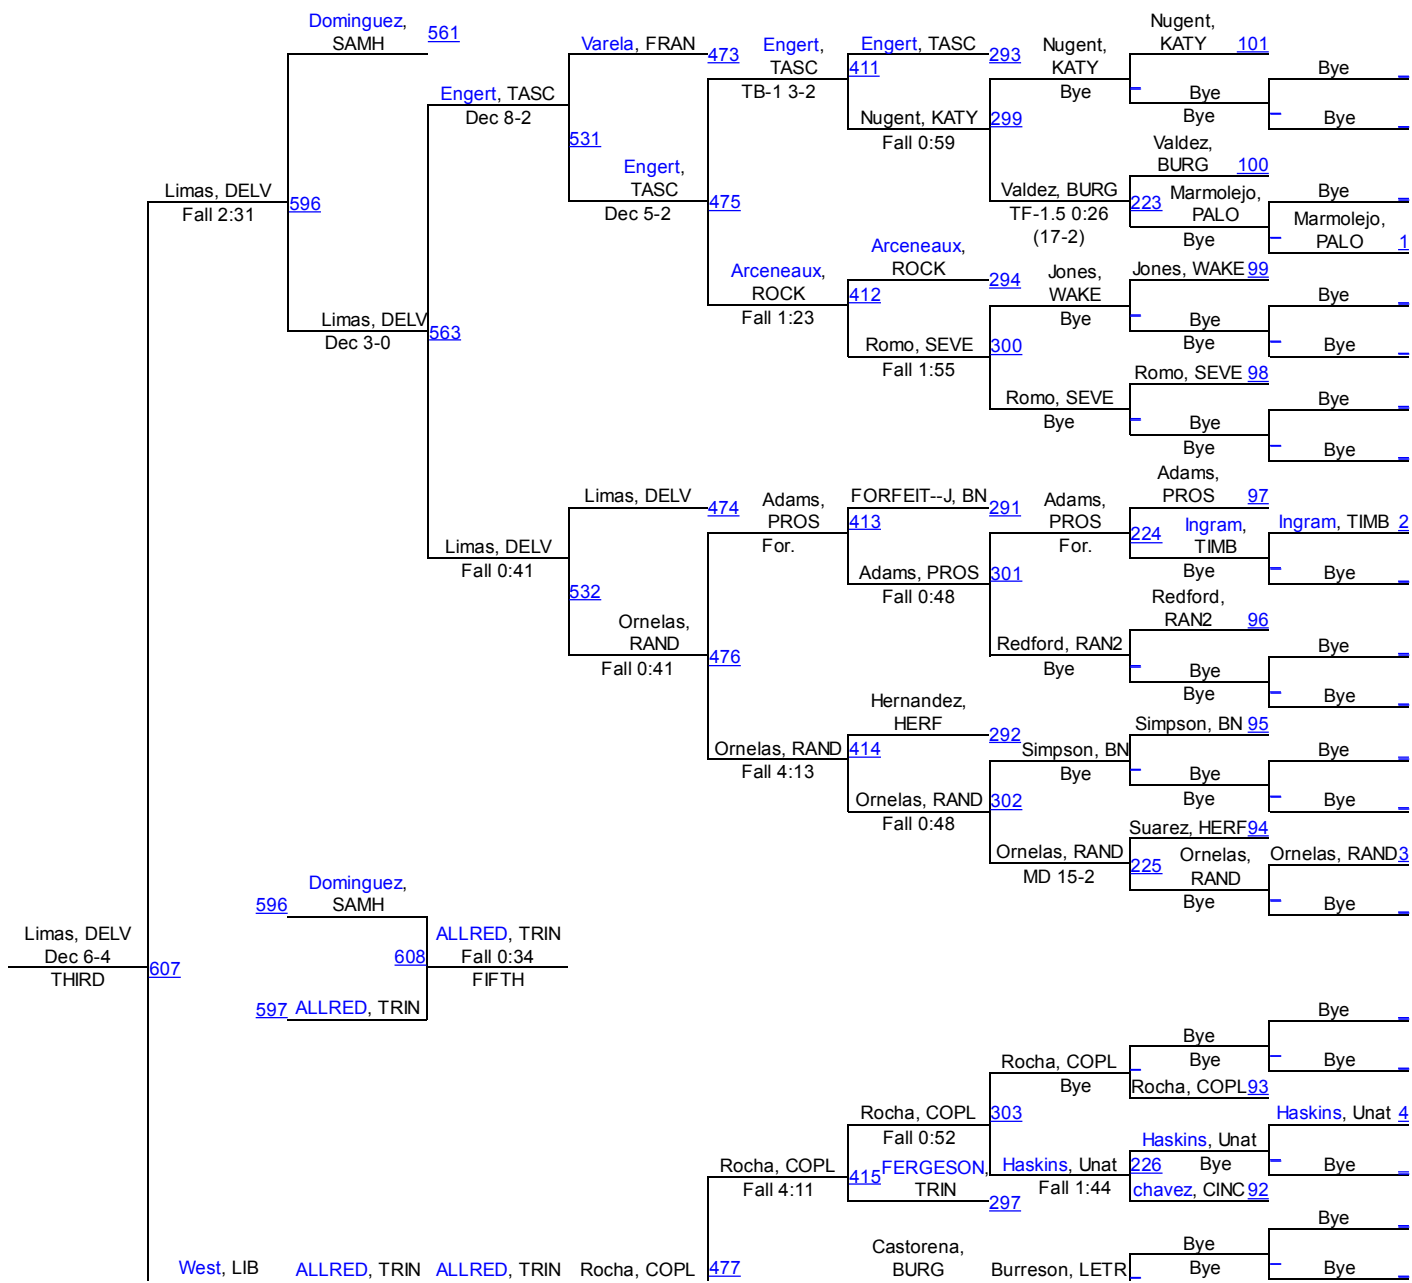 Dominguez,
SAMH
561
Varela, FRAN
473
Engert,
TASC
TB-1 3-2
Engert, TASC
293
411
Nugent,
KATY
Bye
Nugent,
KATY
101
Bye
Bye
Bye
Bye
Engert, TASC
Dec 8-2
Nugent, KATY
Fall 0:59
299
531
Engert,
TASC
Dec 5-2
475
Valdez,
BURG
100
Limas, DELV
Fall 2:31
596
Valdez, BURG
TF-1.5 0:26
(17-2)
223
Marmolejo,
PALO
Bye
Bye
Marmolejo,
PALO
1
Arceneaux,
ROCK
Fall 1:23
Arceneaux,
ROCK
294
412
Jones,
WAKE
Bye
Jones, WAKE 99
Bye
Bye
Bye
Bye
Limas, DELV
Dec 3-0
563
Romo, SEVE
Fall 1:55
300
Romo, SEVE
Bye
Romo, SEVE 98
Bye
Bye
Bye
Bye
Limas, DELV
474
Adams,
PROS
For.
FORFEIT--J, BN
291
413
Adams,
PROS
For.
Adams,
PROS
97
224
Ingram,
TIMB
Bye
Ingram, TIMB 2
Bye
Limas, DELV
Fall 0:41
Adams, PROS
Fall 0:48
301
532
Ornelas,
RAND
Fall 0:41
476
Redford,
RAN2
96
Redford, RAN2
Bye
Bye
Bye
Bye
Bye
Hernandez,
HERF
292
Ornelas, RAND
Fall 4:13
414
Simpson, BN
Bye
Simpson, BN 95
Bye
Bye
Bye
Bye
Ornelas, RAND
Fall 0:48
302
Ornelas, RAND
MD 15-2
Suarez, HERF 94
225
Ornelas,
RAND
Bye
Ornelas, RAND 3
Bye
596
Dominguez,
SAMH
Limas, DELV
Dec 6-4
THIRD
607
608
ALLRED, TRIN
Fall 0:34
FIFTH
597
ALLRED, TRIN
Bye
Bye
Bye
Bye
Rocha, COPL
Bye
Rocha, COPL 93
Rocha, COPL
Fall 0:52
303
Haskins, Unat 4
Rocha, COPL
Fall 4:11
415
FERGESON,
TRIN
297
Haskins, Unat
Fall 1:44
Haskins, Unat
226
Bye
Bye
chavez, CINC 92
Bye
West, LIB
ALLRED, TRIN
ALLRED, TRIN
Rocha, COPL
477
Castorena,
BURG
Burreson, LETR
Bye
Bye